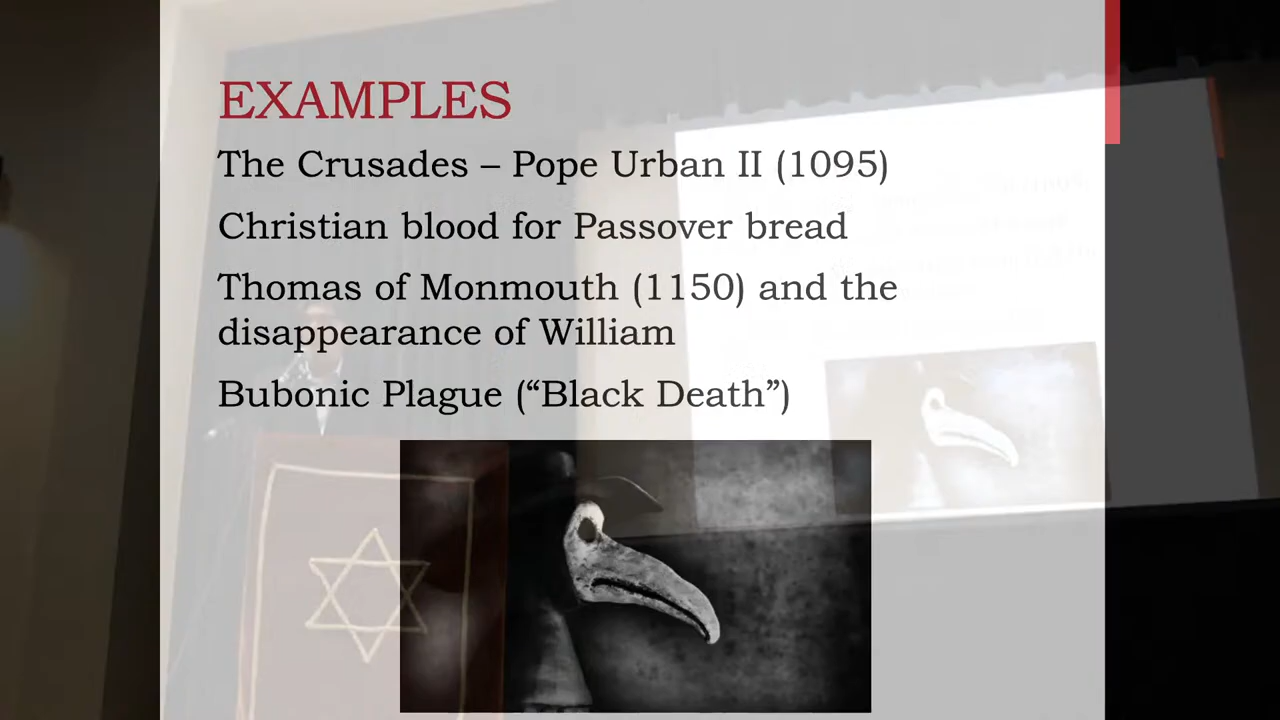 EXAMPLES
The Crusades – Pope Urban II (1095)
Christian blood for Passover bread
Thomas of Monmouth (1150) and the
disappearance of William
Bubonic Plague (“Black Death”)